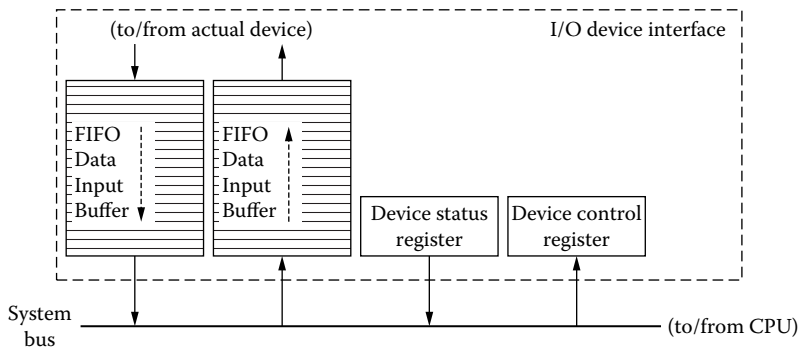 (to/from actual device)
I/O device interface
FIFO
Data
Input
Buffer
FIFO
Data
Input
Buffer
Device status
register
Device control
register
System
bus
(to/from CPU)